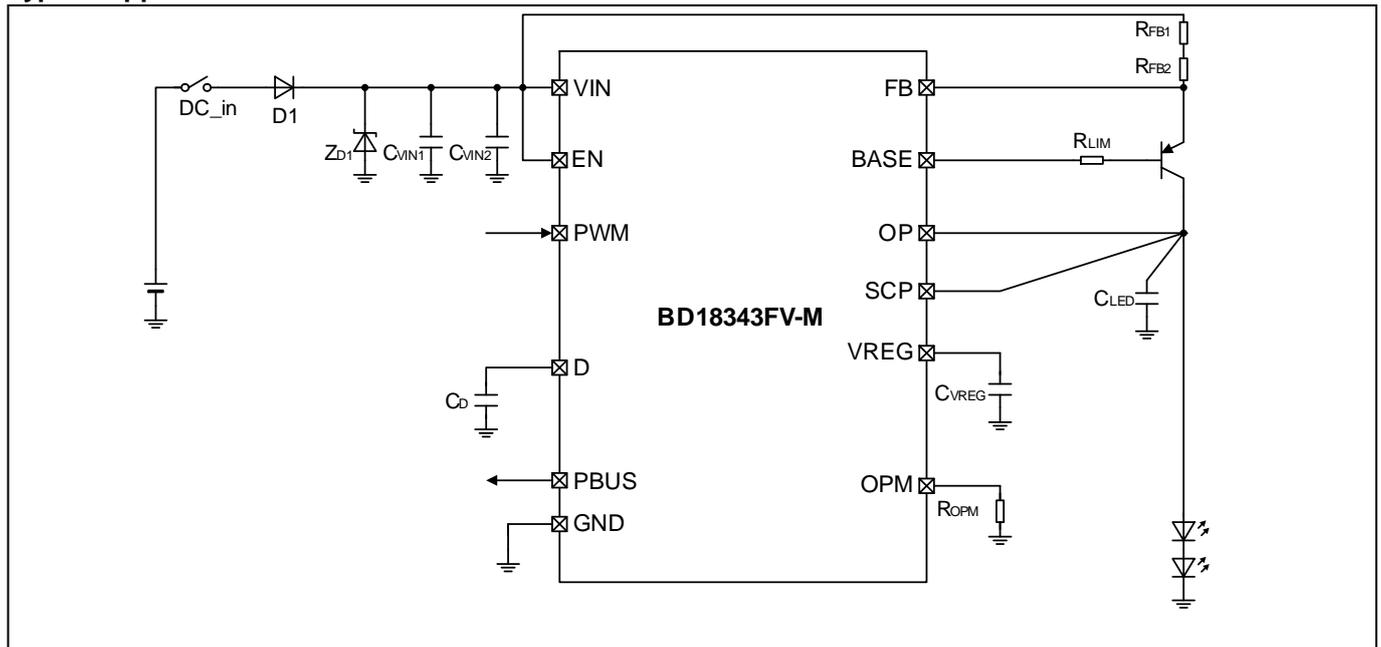 RFB1
RFB2
DC_in
D1
ZD1
CVIN1
CVIN2
VIN
EN
PWM
D
CD
PBUS
GND
BD18343FV-M
FB
BASE
OP
SCP
VREG
OPM
RLIM
CLED
CVREG
ROPM